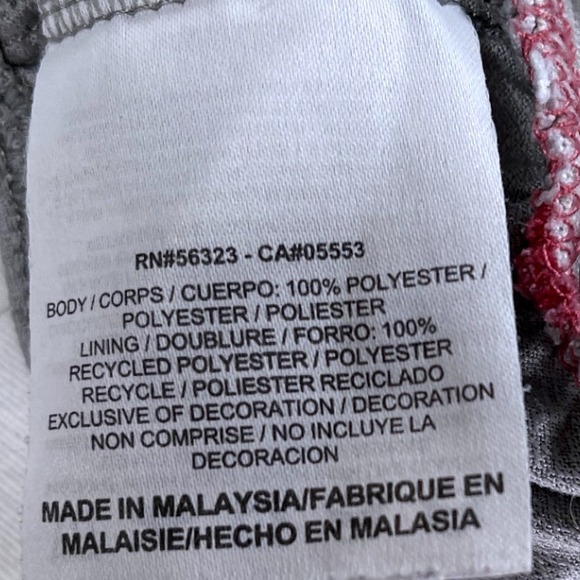 RN#56323 - CA#05553
BODY / CORPS / CUERPO: 100% POLYESTER /
POLYESTER / POLIESTER
LINING / DOUBLURE / FORRO: 100%
RECYCLED POLYESTER / POLYESTER
RECYCLE / POLIESTER RECICLADO
EXCLUSIVE OF DECORATION / DECORATION
NON COMPRISE / NO INCLUYE LA
DECORACION
MADE IN MALAYSIA/FABRIQUE EN
MALAISIE/HECHO EN MALASIA